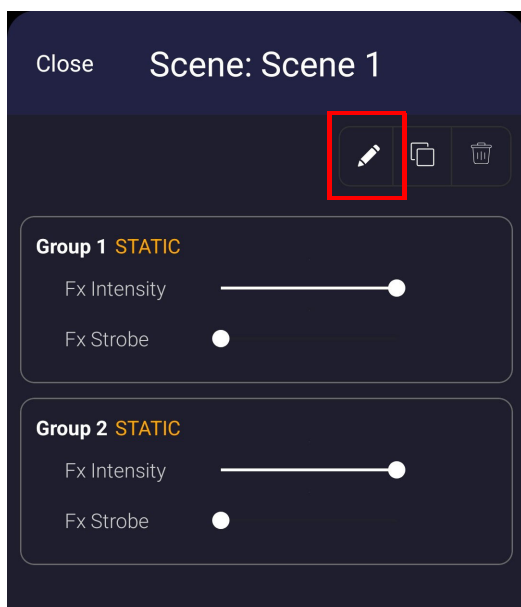 Close Scene: Scene 1
Group 1 STATIC
Fx Intensity
Fx Strobe
Group 2 STATIC
Fx Intensity
Fx Strobe